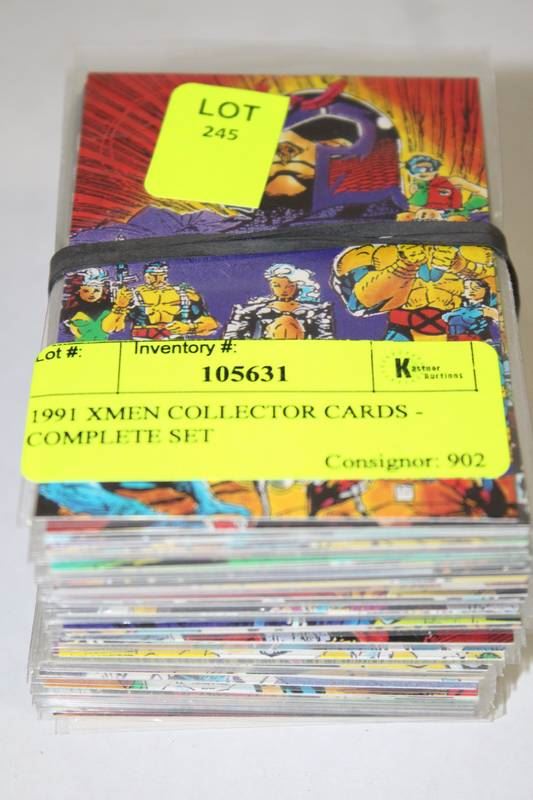 LOT
245
Lot #:
Inventory #:
105631
Kastner
Auctions
1991 XMEN COLLECTOR CARDS -
COMPLETE SET
Consignor: 902